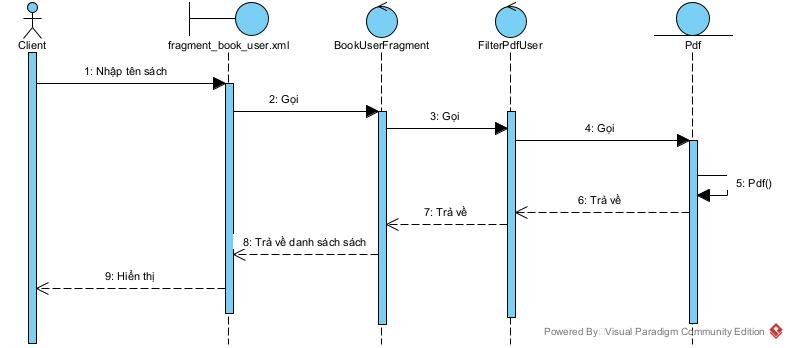 Client
fragment_book_user.xml
BookUserFragment
FilterPdfUser
Pdf
1: Nhập tên sách
2: Gọi
3: Gọi
4: Gọi
5: Pdf()
6: Trả về
7: Trả về
8: Trả về danh sách sách
9: Hiển thị
Powered By Visual Paradigm Community Edition